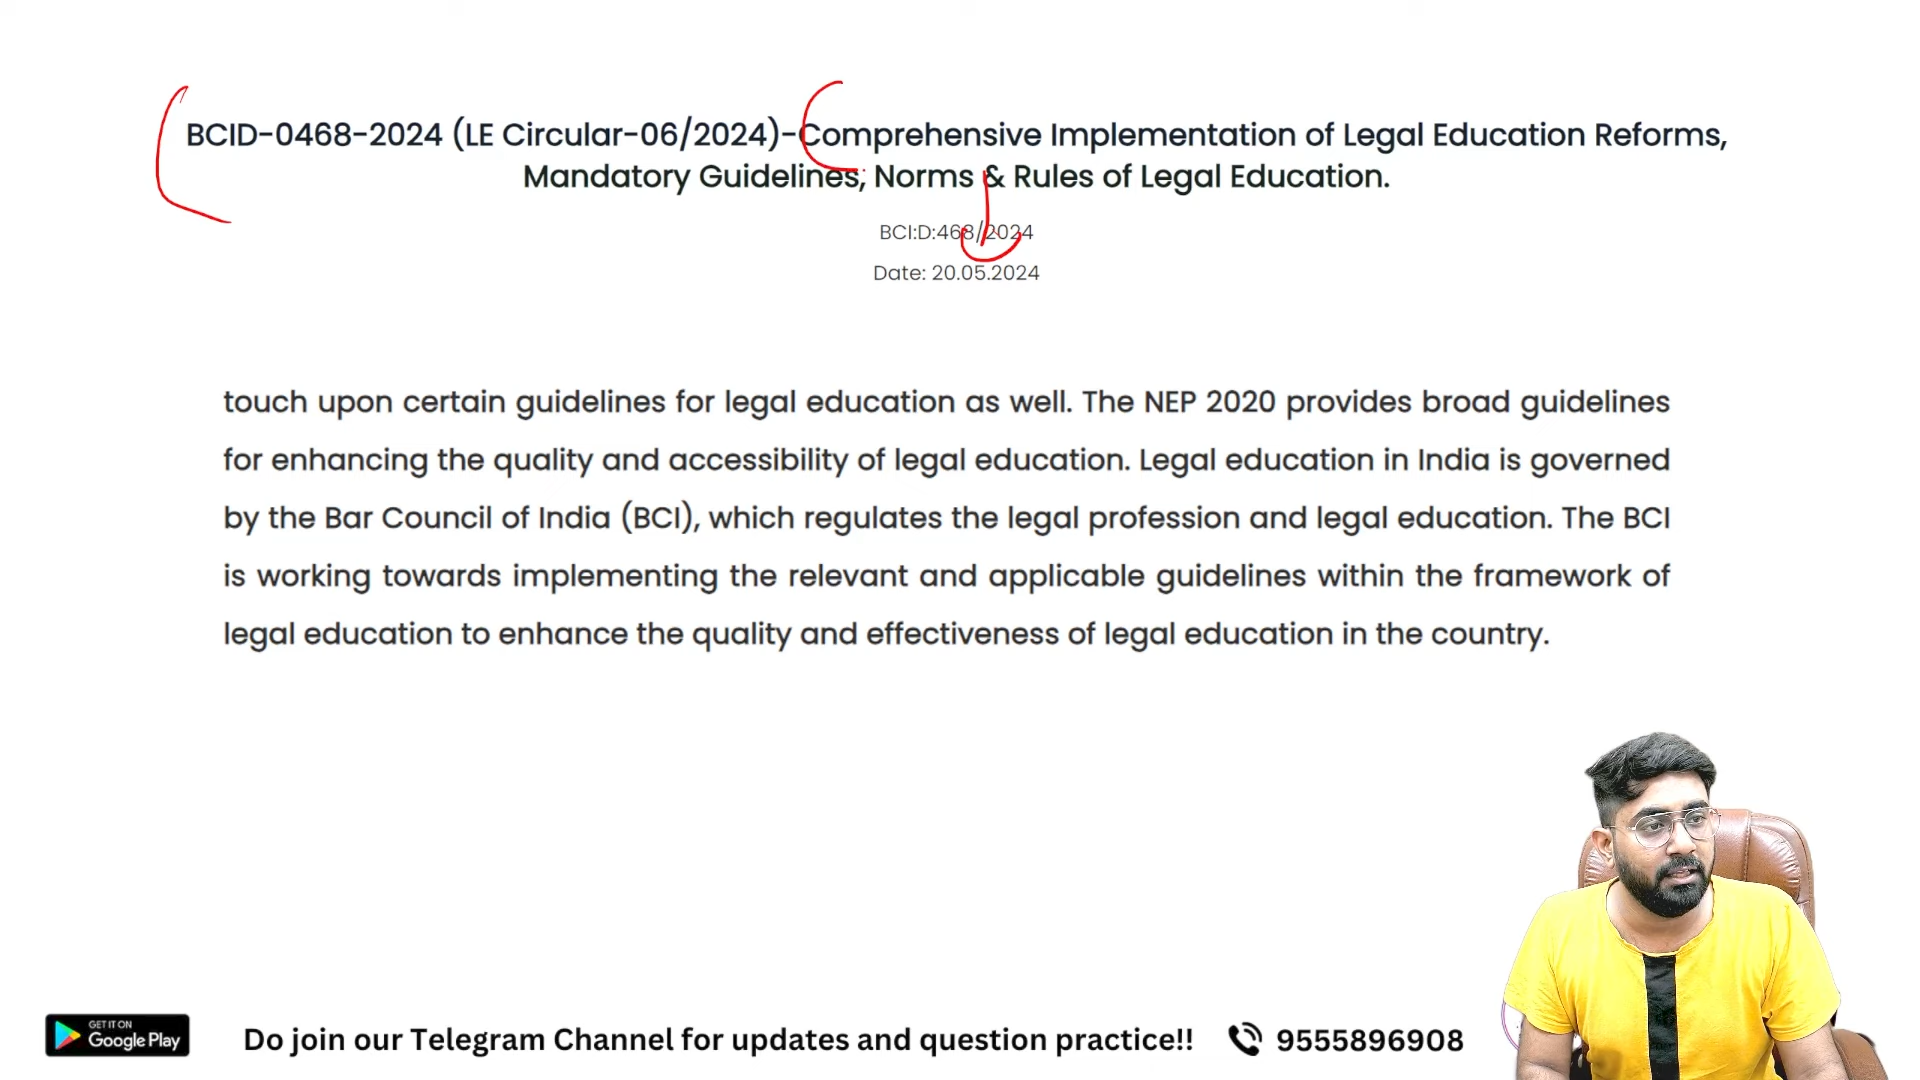 BCID-0468-2024 (LE Circular-06/2024)-Comprehensive Implementation of Legal Education Reforms,
Mandatory Guidelines, Norms & Rules of Legal Education.
BCI:D:468/2024
Date: 20.05.2024
touch upon certain guidelines for legal education as well. The NEP 2020 provides broad guidelines
for enhancing the quality and accessibility of legal education. Legal education in India is governed
by the Bar Council of India (BCI), which regulates the legal profession and legal education. The BCI
is working towards implementing the relevant and applicable guidelines within the framework of
legal education to enhance the quality and effectiveness of legal education in the country.
GET IT ON
Google Play
Do join our Telegram Channel for updates and question practice!!
9555896908